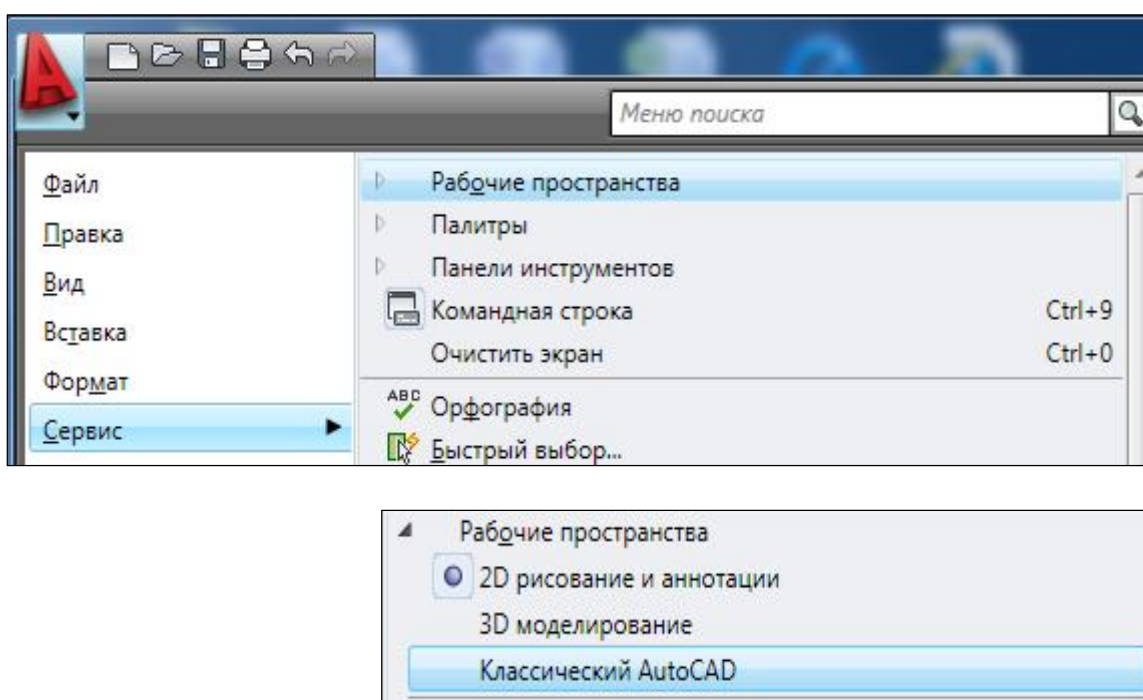 Меню поиска
Файл
Правка
Вид
Вставка
Формат
Сервис
Рабочие пространства
Палитры
Панели инструментов
Командная строка Ctrl+9
Очистить экран Ctrl+0
ABC Орфография
Быстрый выбор...
Рабочие пространства
2D рисование и аннотации
3D моделирование
Классический AutoCAD